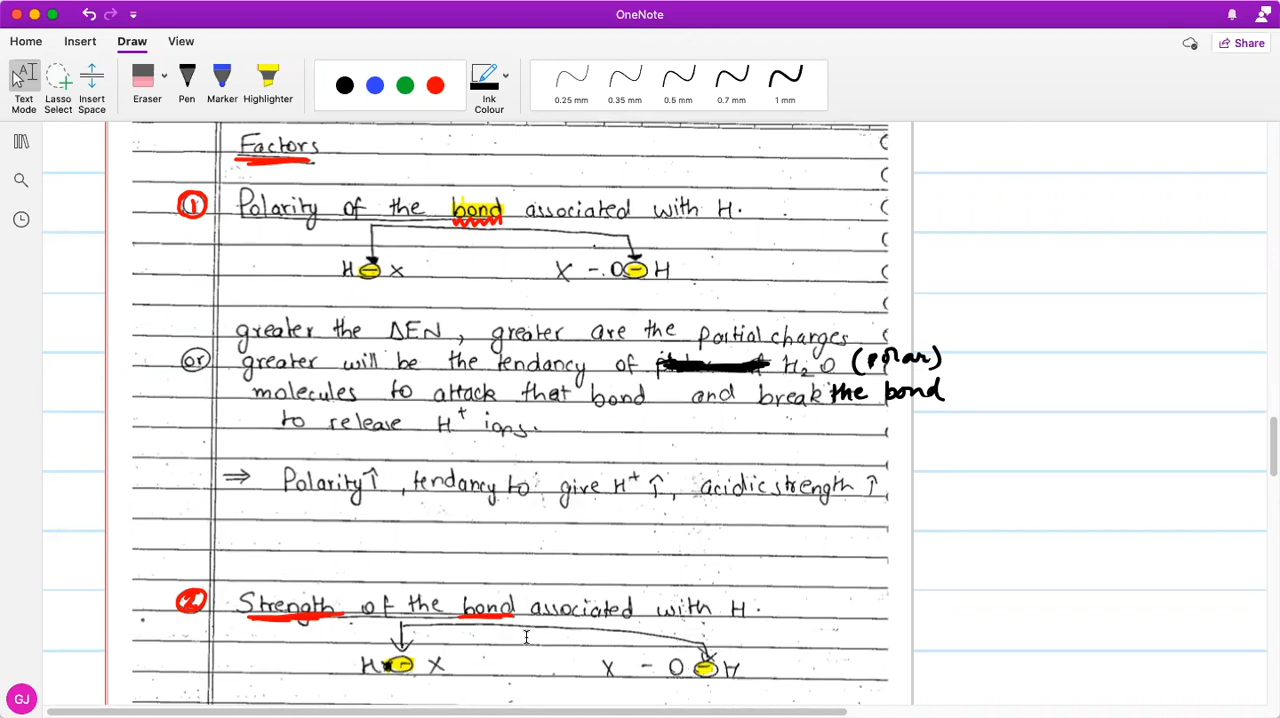 OneNote
Home Insert Draw View
Share
Text Mode
Lasso Select
Insert Space
Eraser
Pen
Marker
Highlighter
Ink Colour
0.25 mm
0.35 mm
0.5 mm
0.7 mm
1 mm
Factors
① Polarity of the bond associated with H.
H - X X - O - H
greater the ΔEN, greater are the partial charges
or greater will be the tendancy of H₂O (polar)
molecules to attack that bond and break the bond
to release H⁺ ions.
⇒ Polarity ↑, tendancy to give H⁺ ↑, acidic strength ↑
② Strength of the bond associated with H.
H - X X - O - H
GJ